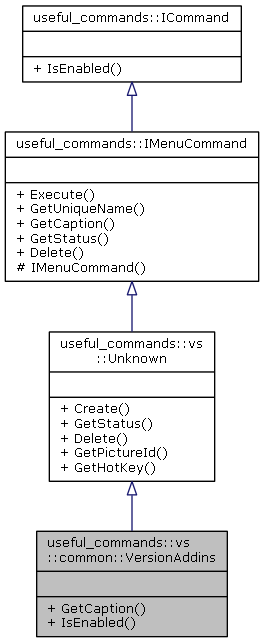 useful_commands::ICommand
+ IsEnabled()
useful_commands::IMenuCommand
+ Execute()
+ GetUniqueName()
+ GetCaption()
+ GetStatus()
+ Delete()
# IMenuCommand()
useful_commands::vs
::Unknown
+ Create()
+ GetStatus()
+ Delete()
+ GetPictureId()
+ GetHotKey()
useful_commands::vs
::common::VersionAddins
+ GetCaption()
+ IsEnabled()